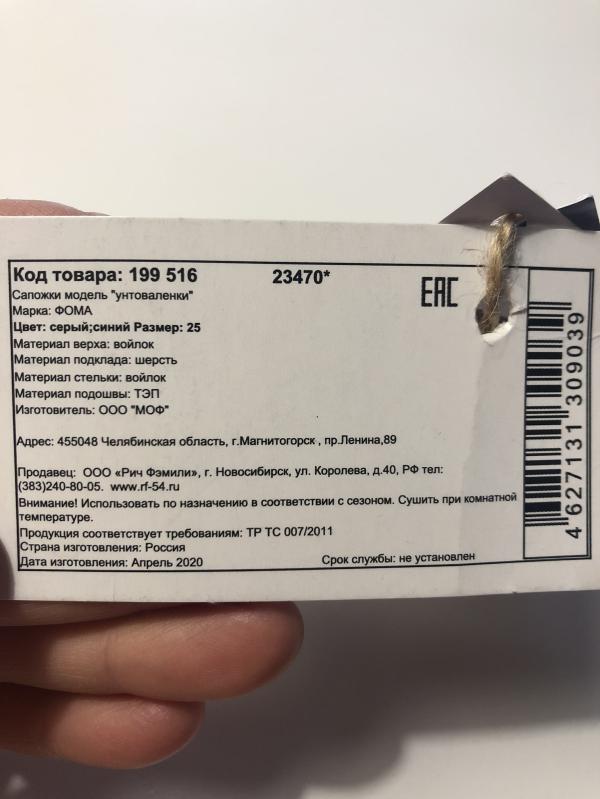 Код товара: 199 516 23470*
EAC
Сапожки модель "унтоваленки"
Марка: ФОМА
Цвет: серый;синий Размер: 25
Материал верха: войлок
Материал подклада: шерсть
Материал стельки: войлок
Материал подошвы: ТЭП
Изготовитель: ООО "МОФ"
Адрес: 455048 Челябинская область, г.Магнитогорск , пр.Ленина,89
Продавец: ООО «Рич Фэмили», г. Новосибирск, ул. Королева, д.40, РФ тел:
(383)240-80-05. www.rf-54.ru
Внимание! Использовать по назначению в соответствии с сезоном. Сушить при комнатной
температуре.
Продукция соответствует требованиям: ТР ТС 007/2011
Страна изготовления: Россия
Дата изготовления: Апрель 2020 Срок службы: не установлен
4 627131 309039